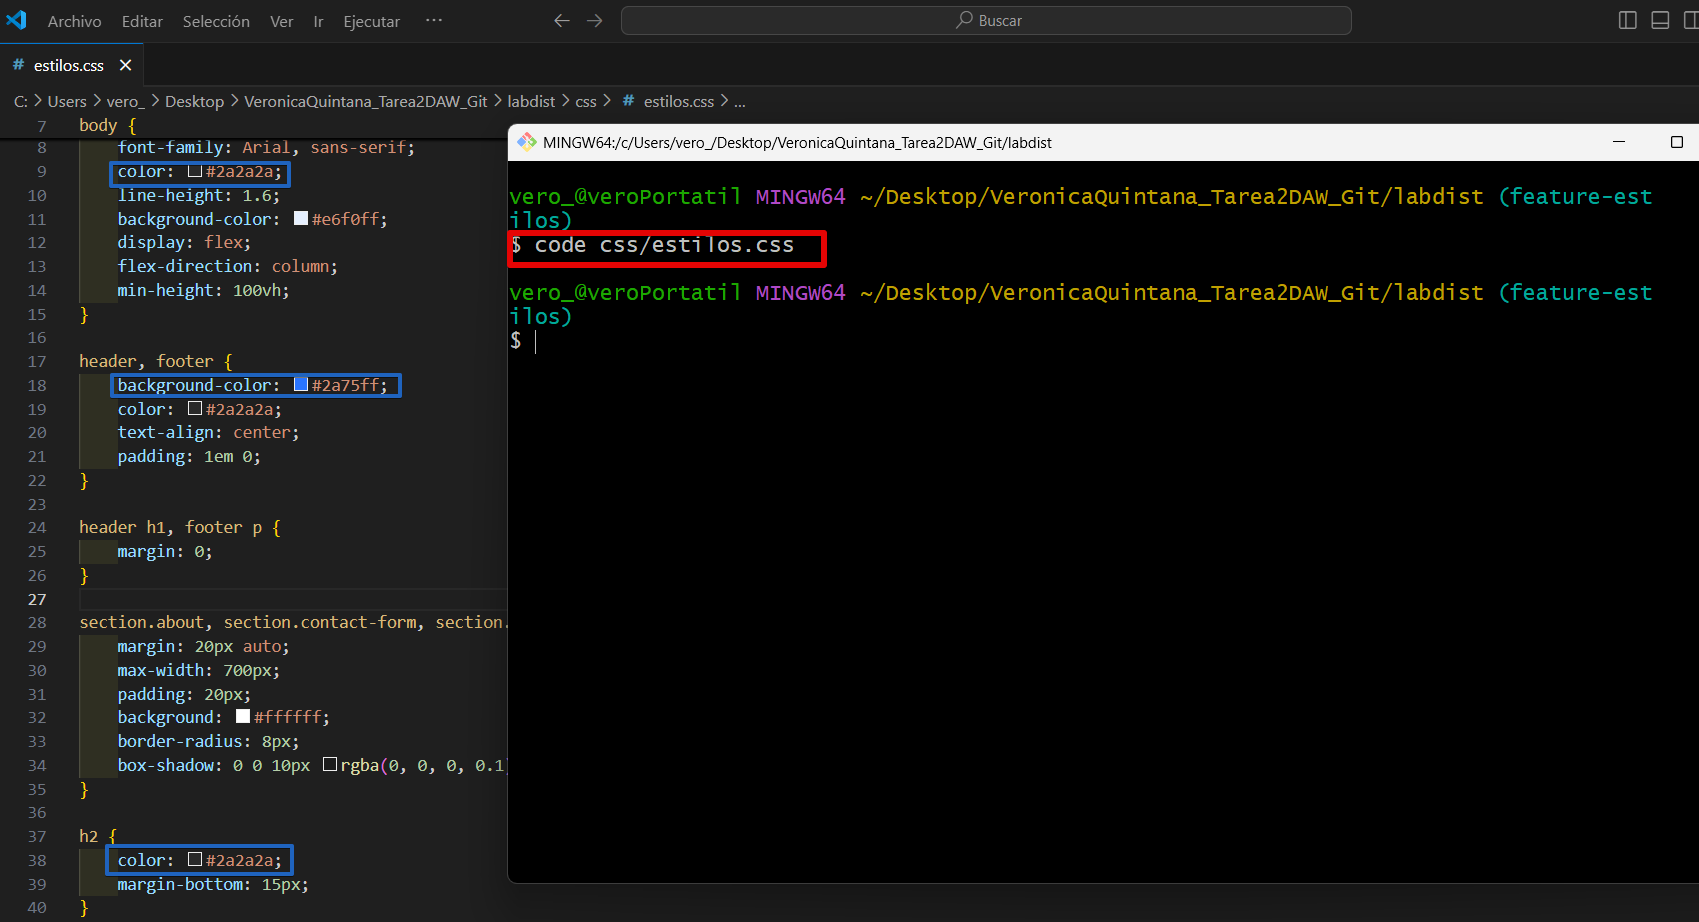 Archivo Editar Selección Ver Ir Ejecutar ··· Buscar
# estilos.css
C: > Users > vero_ > Desktop > VeronicaQuintana_Tarea2DAW_Git > labdist > css > # estilos.css > ...
7 body {
8 font-family: Arial, sans-serif;
9 color: #2a2a2a;
10 line-height: 1.6;
11 background-color: #e6f0ff;
12 display: flex;
13 flex-direction: column;
14 min-height: 100vh;
15 }
16
17 header, footer {
18 background-color: #2a75ff;
19 color: #2a2a2a;
20 text-align: center;
21 padding: 1em 0;
22 }
23
24 header h1, footer p {
25 margin: 0;
26 }
27
28 section.about, section.contact-form, section.
29 margin: 20px auto;
30 max-width: 700px;
31 padding: 20px;
32 background: #ffffff;
33 border-radius: 8px;
34 box-shadow: 0 0 10px rgba(0, 0, 0, 0.1)
35 }
36
37 h2 {
38 color: #2a2a2a;
39 margin-bottom: 15px;
40 }
MINGW64:/c/Users/vero_/Desktop/VeronicaQuintana_Tarea2DAW_Git/labdist
vero_@veroPortatil MINGW64 ~/Desktop/VeronicaQuintana_Tarea2DAW_Git/labdist (feature-est
ilos)
$ code css/estilos.css
vero_@veroPortatil MINGW64 ~/Desktop/VeronicaQuintana_Tarea2DAW_Git/labdist (feature-est
ilos)
$